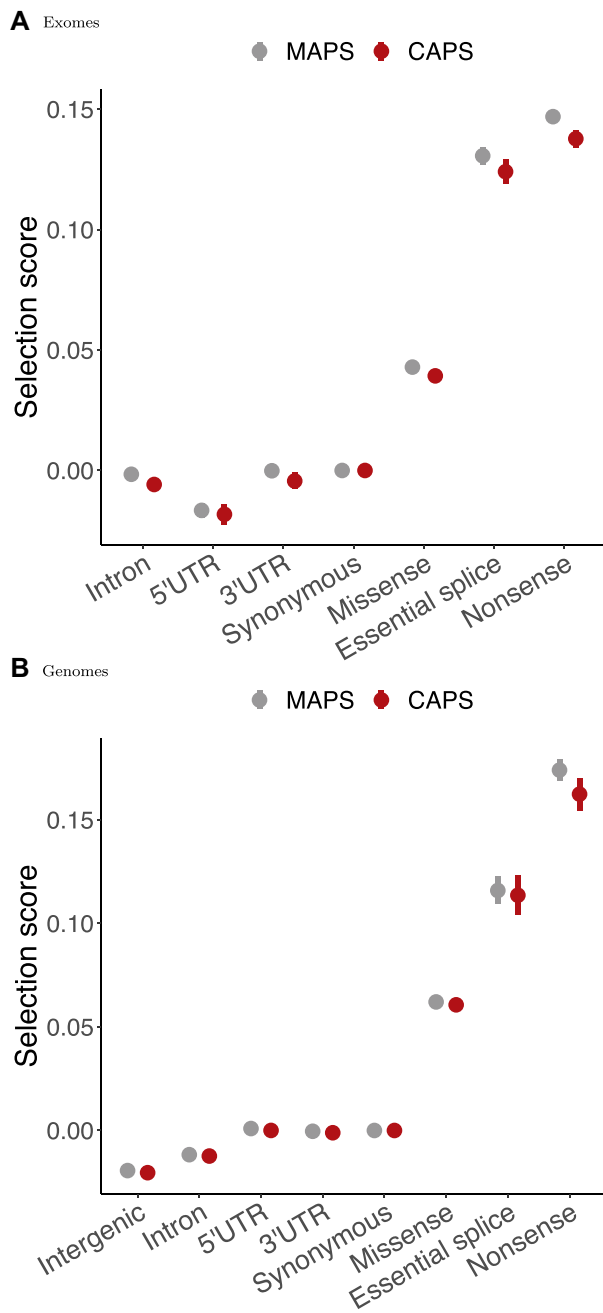 A Exomes
MAPS CAPS
0.15
0.10
0.05
0.00
Selection score
Intron
5'UTR
3'UTR
Synonymous
Missense
Essential splice
Nonsense
B Genomes
MAPS CAPS
0.15
0.10
0.05
0.00
Selection score
Intergenic
Intron
5'UTR
3'UTR
Synonymous
Missense
Essential splice
Nonsense